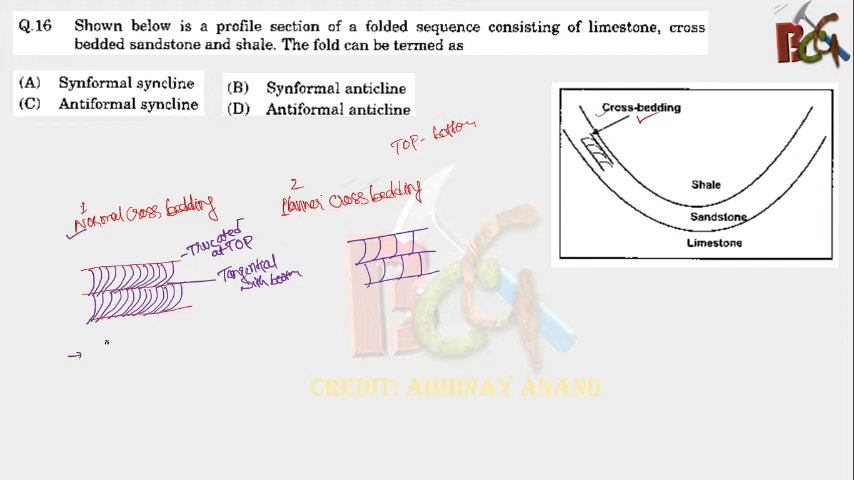 Q.16 Shown below is a profile section of a folded sequence consisting of limestone, cross
bedded sandstone and shale. The fold can be termed as
(A) Synformal syncline
(B) Synformal anticline
(C) Antiformal syncline
(D) Antiformal anticline
Cross-bedding
Shale
Sandstone
Limestone
TOP- bottom
1
Normal Cross bedding
2
Planner Cross bedding
Truncated
at TOP
Tangential
BCG
CREDIT: ABHINAY ANAND